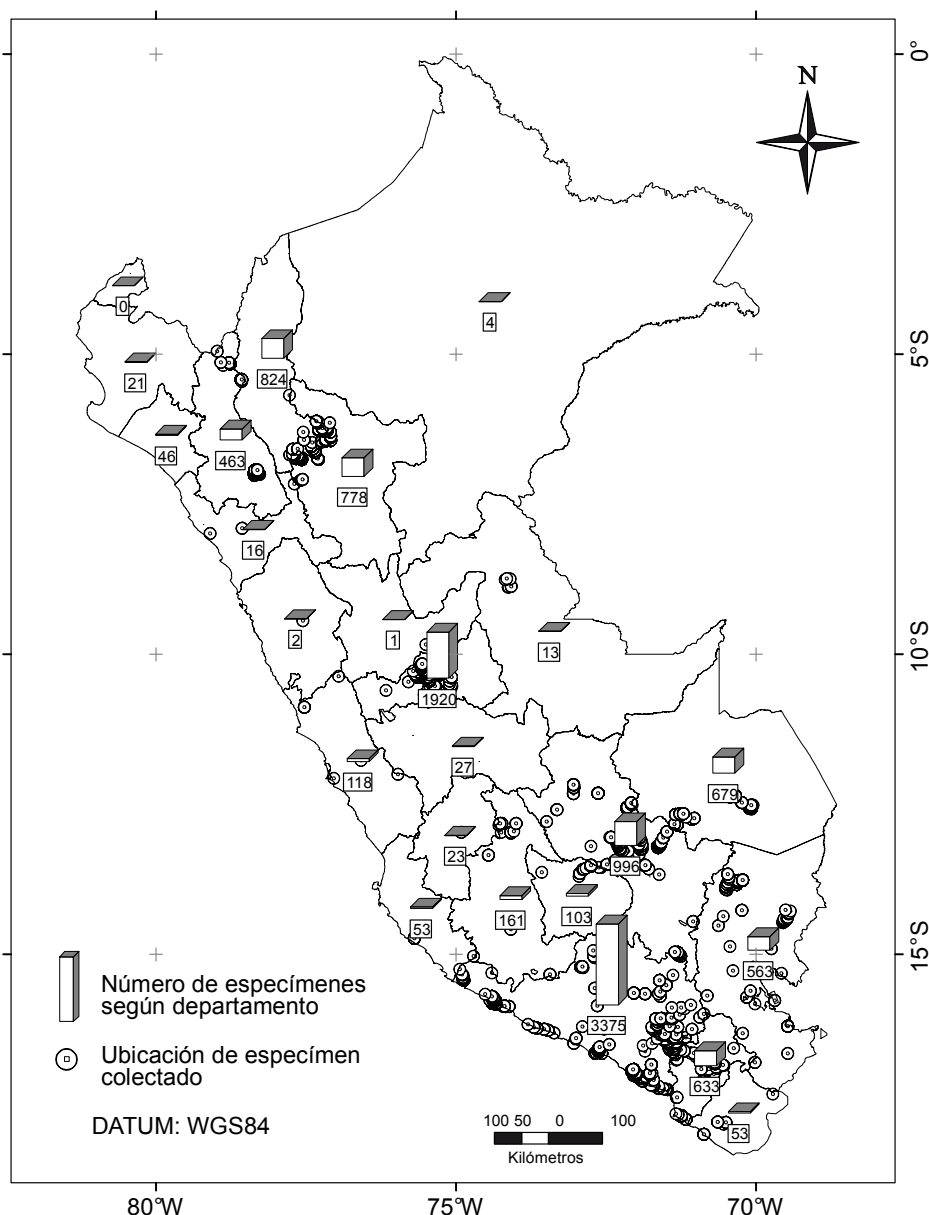 0°
N
0
4
5°S
21
824
46
463
778
16
2
1
13
10°S
1920
118
27
679
23
996
53
161
103
15°S
563
Número de especímenes
según departamento
3375
Ubicación de especímen
colectado
633
DATUM: WGS84
100 50 0 100
53
Kilómetros
80°W 75°W 70°W